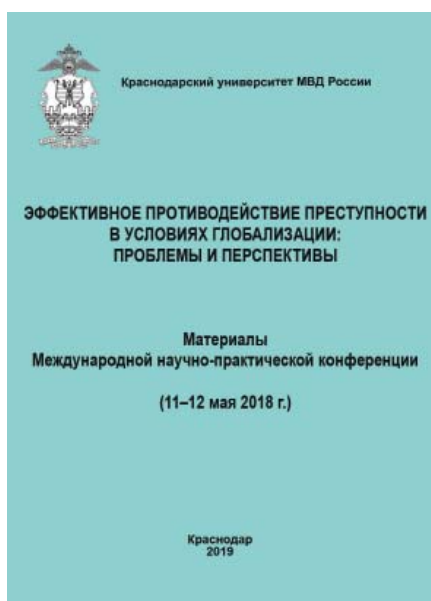 Краснодарский университет МВД России
ЭФФЕКТИВНОЕ ПРОТИВОДЕЙСТВИЕ ПРЕСТУПНОСТИ
В УСЛОВИЯХ ГЛОБАЛИЗАЦИИ:
ПРОБЛЕМЫ И ПЕРСПЕКТИВЫ
Материалы
Международной научно-практической конференции
(11–12 мая 2018 г.)
Краснодар
2019